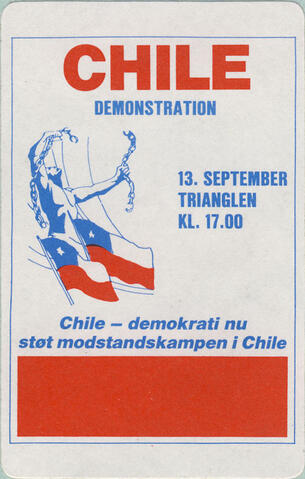 CHILE
DEMONSTRATION
13. SEPTEMBER
TRIANGLEN
KL. 17.00
Chile – demokrati nu
støt modstandskampen i Chile